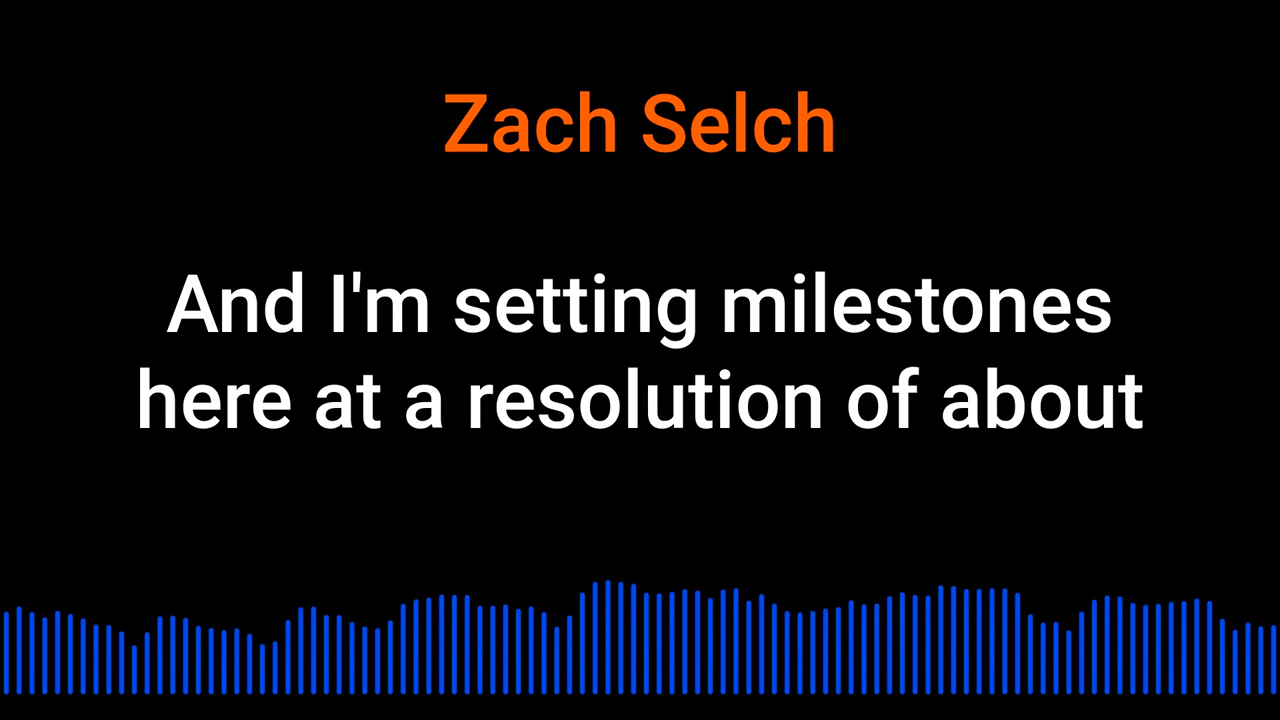 Zach Selch
And I'm setting milestones
here at a resolution of about